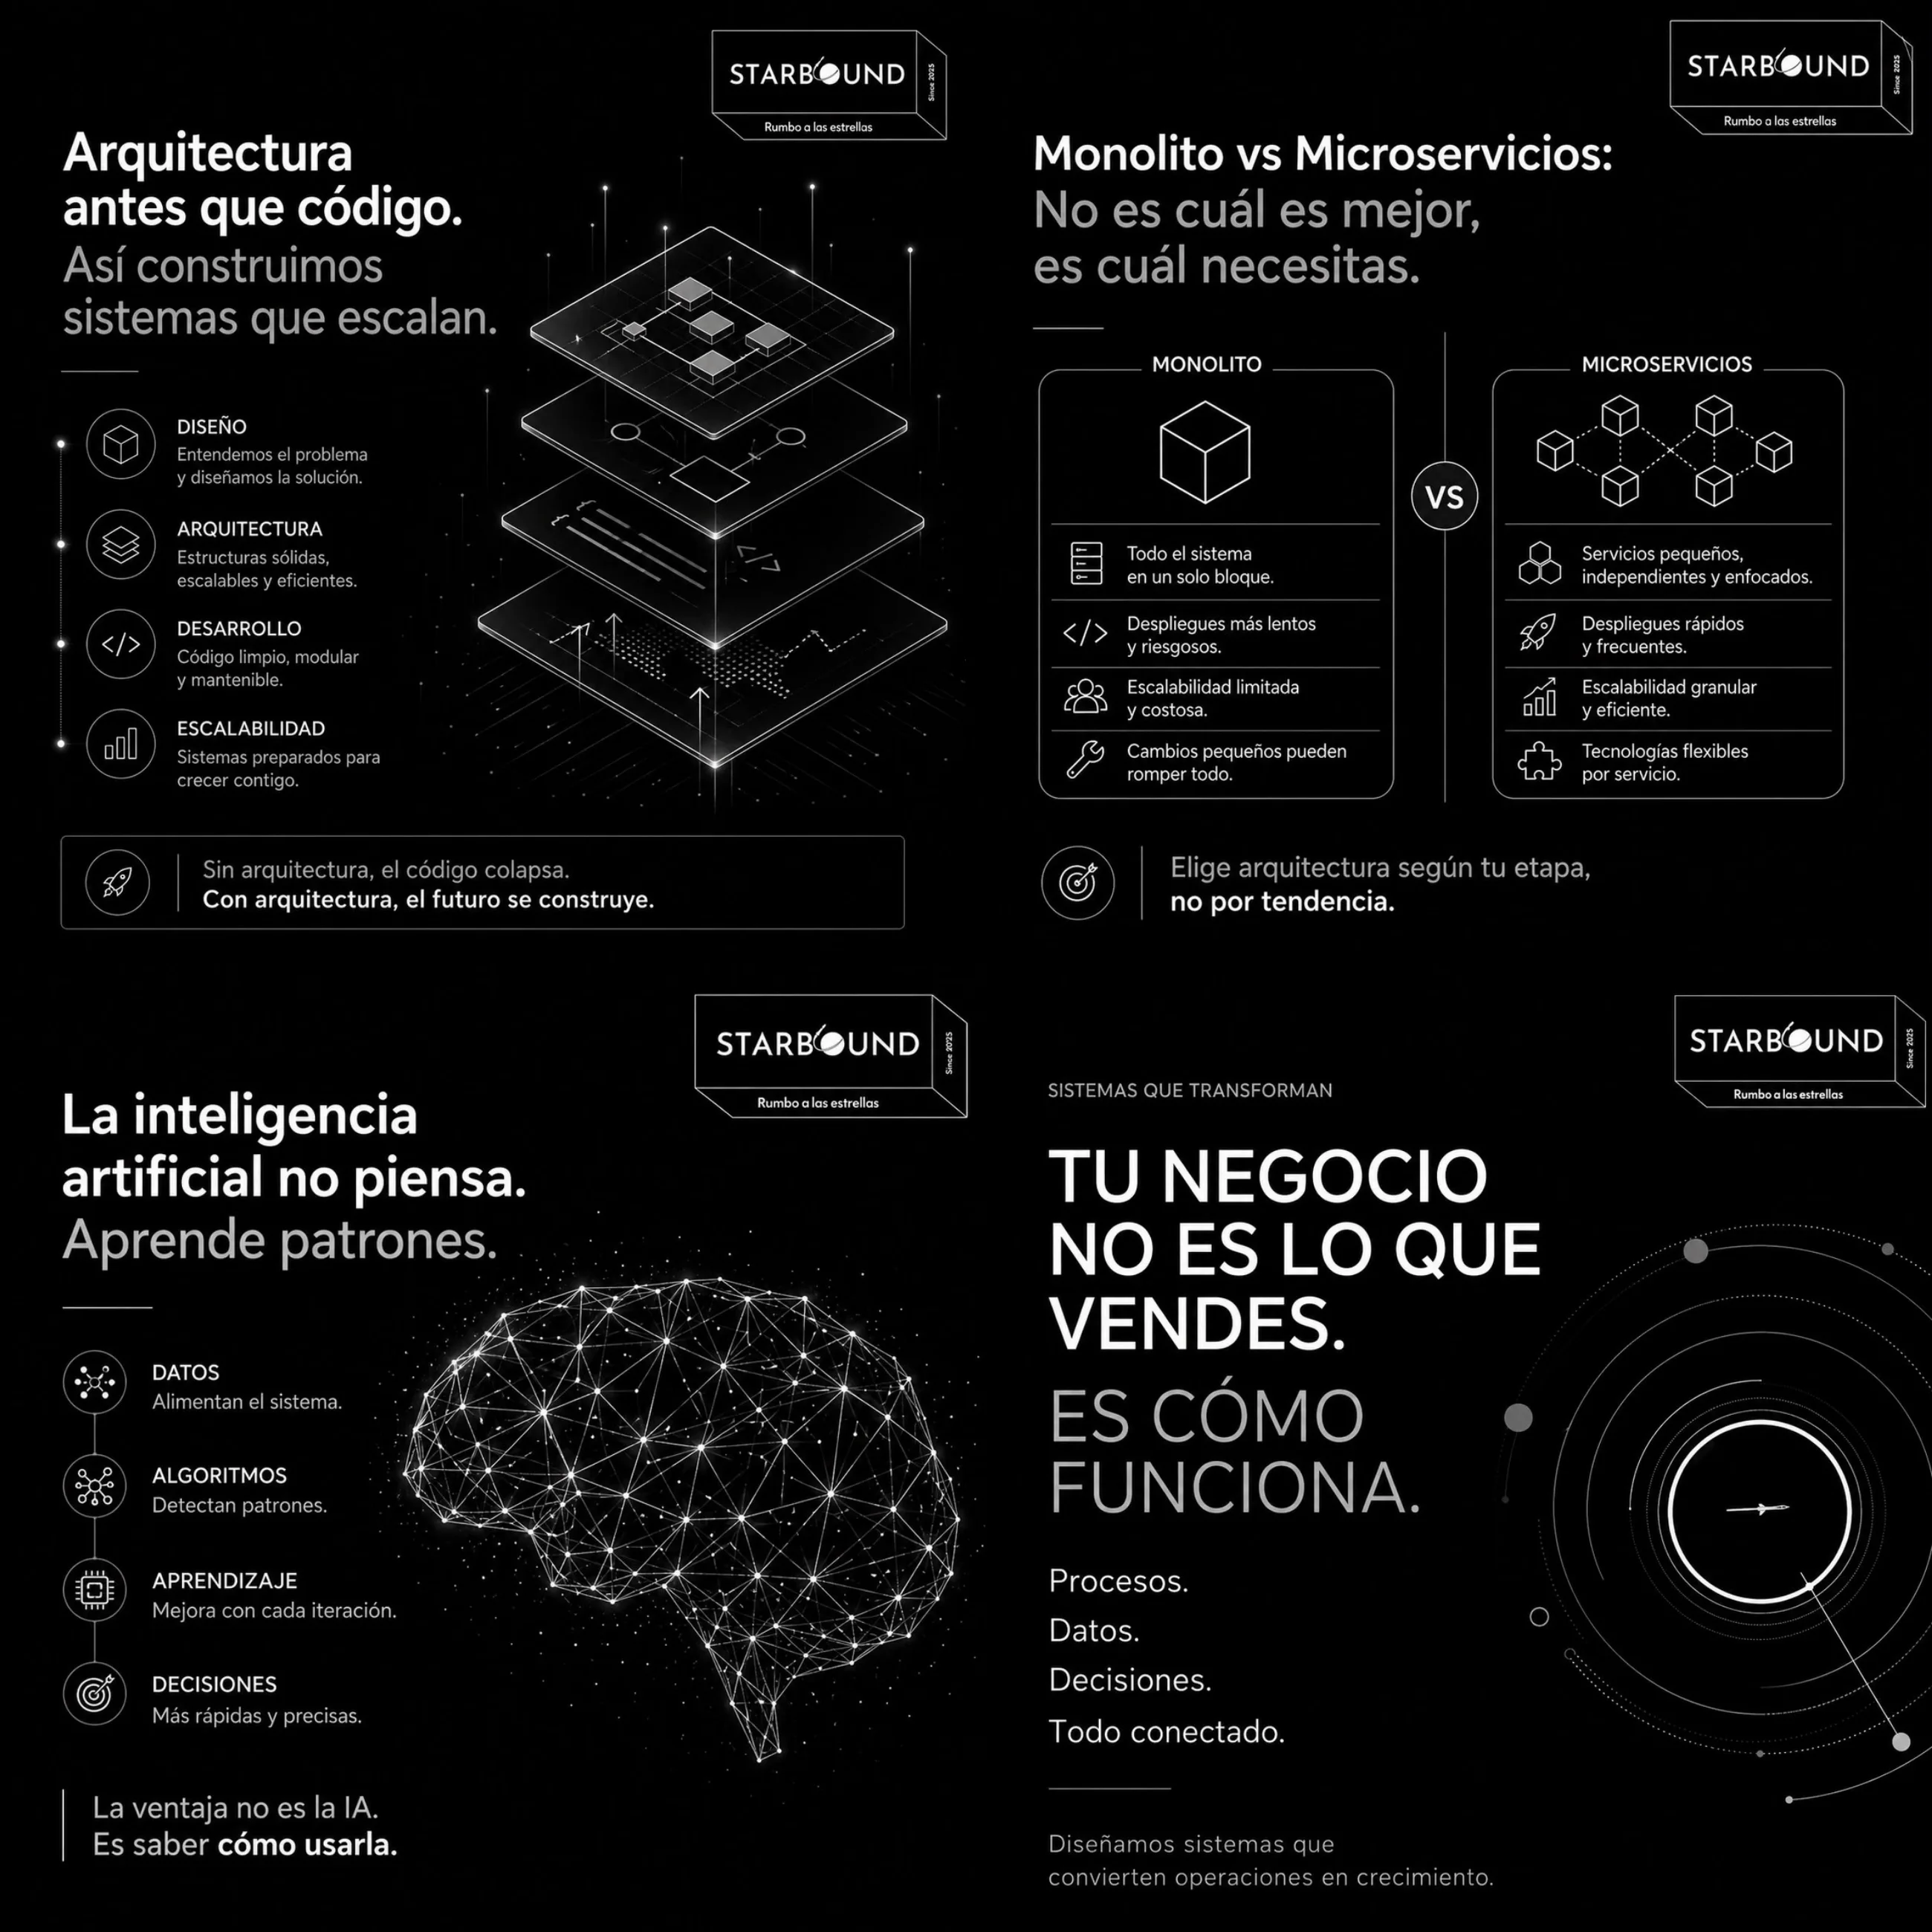 STARBOUND
Since 2025
Rumbo a las estrellas
Arquitectura
antes que código.
Así construimos
sistemas que escalan.
DISEÑO
Entendemos el problema
y diseñamos la solución.
ARQUITECTURA
Estructuras sólidas,
escalables y eficientes.
</>
DESARROLLO
Código limpio, modular
y mantenible.
ESCALABILIDAD
Sistemas preparados para
crecer contigo.
</>
Sin arquitectura, el código colapsa.
Con arquitectura, el futuro se construye.
STARBOUND
Since 2025
Rumbo a las estrellas
Monolito vs Microservicios:
No es cuál es mejor,
es cuál necesitas.
MONOLITO
Todo el sistema
en un solo bloque.
</>
Despliegues más lentos
y riesgosos.
Escalabilidad limitada
y costosa.
Cambios pequeños pueden
romper todo.
VS
MICROSERVICIOS
Servicios pequeños,
independientes y enfocados.
Despliegues rápidos
y frecuentes.
Escalabilidad granular
y eficiente.
Tecnologías flexibles
por servicio.
Elige arquitectura según tu etapa,
no por tendencia.
STARBOUND
Since 2025
Rumbo a las estrellas
La inteligencia
artificial no piensa.
Aprende patrones.
DATOS
Alimentan el sistema.
ALGORITMOS
Detectan patrones.
APRENDIZAJE
Mejora con cada iteración.
DECISIONES
Más rápidas y precisas.
La ventaja no es la IA.
Es saber cómo usarla.
STARBOUND
Since 2025
Rumbo a las estrellas
SISTEMAS QUE TRANSFORMAN
TU NEGOCIO
NO ES LO QUE
VENDES.
ES CÓMO
FUNCIONA.
Procesos.
Datos.
Decisiones.
Todo conectado.
Diseñamos sistemas que
convierten operaciones en crecimiento.